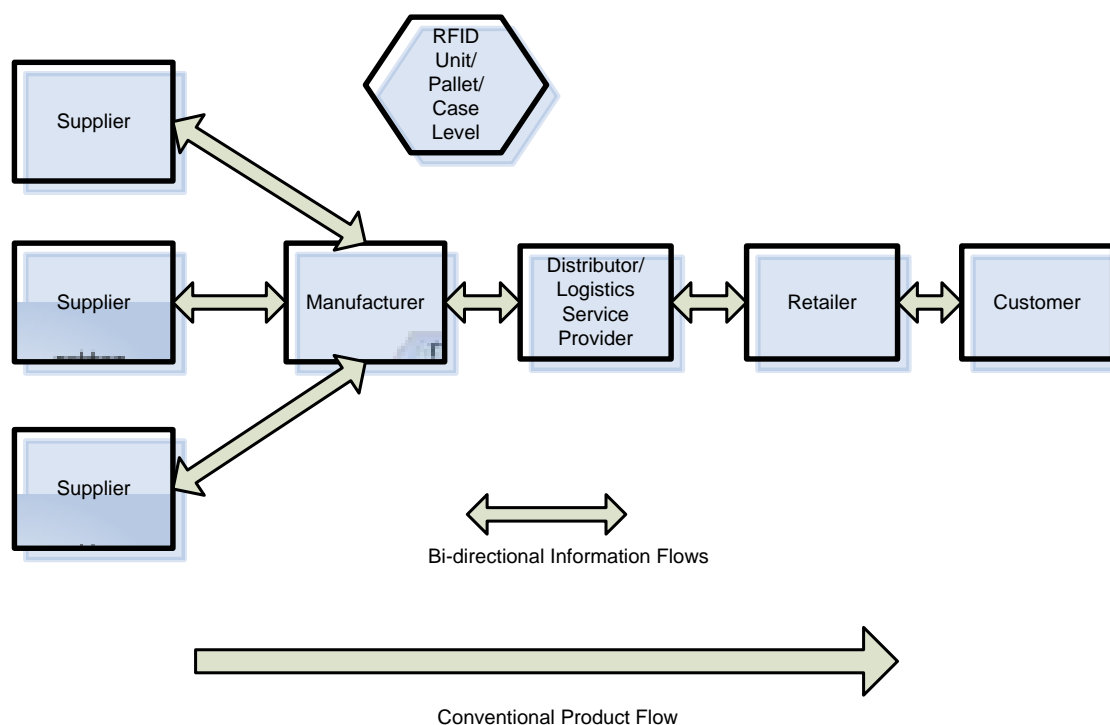 RFID
Unit/
Pallet/
Case
Level
Supplier
Supplier
Manufacturer
Distributor/
Logistics
Service
Provider
Retailer
Customer
Supplier
Bi-directional Information Flows
Conventional Product Flow